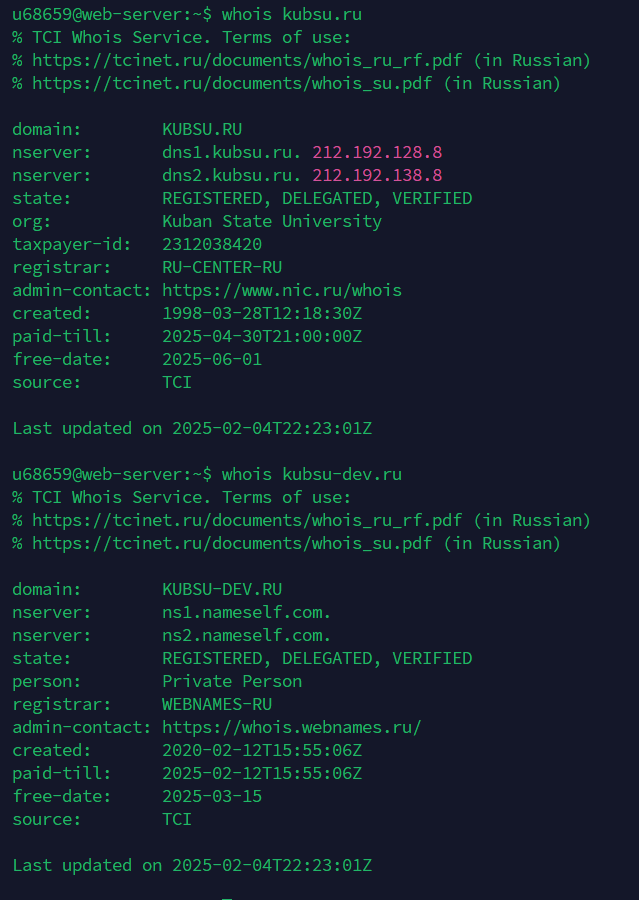 u68659@web-server:~$ whois kubsu.ru
% TCI Whois Service. Terms of use:
% https://tcinet.ru/documents/whois_ru_rf.pdf (in Russian)
% https://tcinet.ru/documents/whois_su.pdf (in Russian)
domain:        KUBSU.RU
nserver:       dns1.kubsu.ru. 212.192.128.8
nserver:       dns2.kubsu.ru. 212.192.138.8
state:         REGISTERED, DELEGATED, VERIFIED
org:           Kuban State University
taxpayer-id:   2312038420
registrar:     RU-CENTER-RU
admin-contact: https://www.nic.ru/whois
created:       1998-03-28T12:18:30Z
paid-till:     2025-04-30T21:00:00Z
free-date:     2025-06-01
source:        TCI
Last updated on 2025-02-04T22:23:01Z
u68659@web-server:~$ whois kubsu-dev.ru
% TCI Whois Service. Terms of use:
% https://tcinet.ru/documents/whois_ru_rf.pdf (in Russian)
% https://tcinet.ru/documents/whois_su.pdf (in Russian)
domain:        KUBSU-DEV.RU
nserver:       ns1.nameself.com.
nserver:       ns2.nameself.com.
state:         REGISTERED, DELEGATED, VERIFIED
person:        Private Person
registrar:     WEBNAMES-RU
admin-contact: https://whois.webnames.ru/
created:       2020-02-12T15:55:06Z
paid-till:     2025-02-12T15:55:06Z
free-date:     2025-03-15
source:        TCI
Last updated on 2025-02-04T22:23:01Z